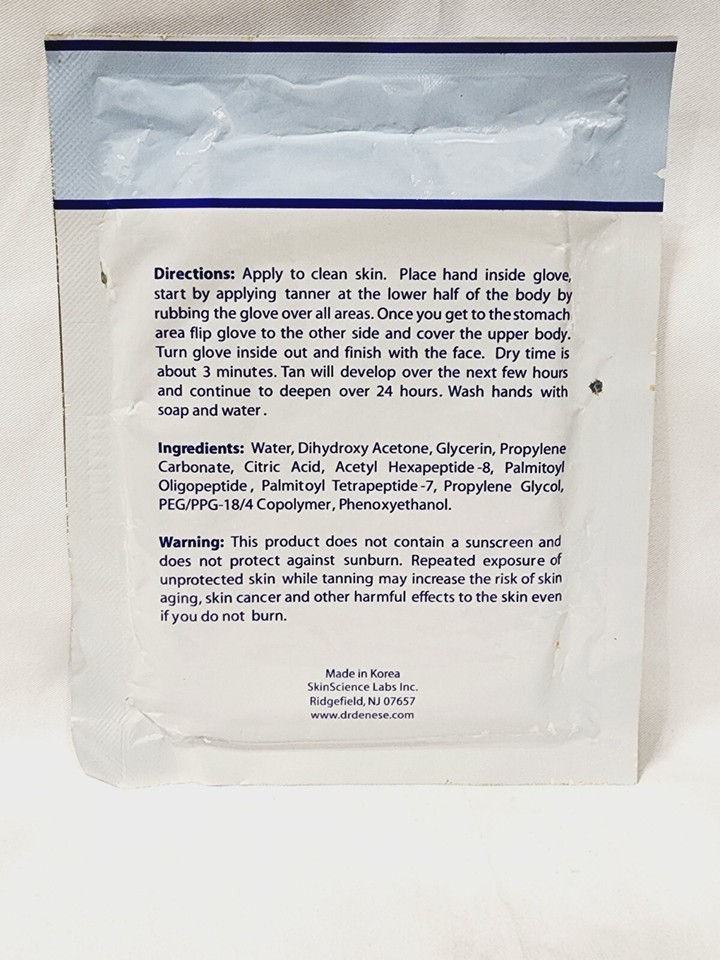 Directions: Apply to clean skin. Place hand inside glove,
start by applying tanner at the lower half of the body by
rubbing the glove over all areas. Once you get to the stomach
area flip glove to the other side and cover the upper body.
Turn glove inside out and finish with the face. Dry time is
about 3 minutes. Tan will develop over the next few hours
and continue to deepen over 24 hours. Wash hands with
soap and water.
Ingredients: Water, Dihydroxy Acetone, Glycerin, Propylene
Carbonate, Citric Acid, Acetyl Hexapeptide-8, Palmitoyl
Oligopeptide, Palmitoyl Tetrapeptide-7, Propylene Glycol,
PEG/PPG-18/4 Copolymer, Phenoxyethanol.
Warning: This product does not contain a sunscreen and
does not protect against sunburn. Repeated exposure of
unprotected skin while tanning may increase the risk of skin
aging, skin cancer and other harmful effects to the skin even
if you do not burn.
Made in Korea
SkinScience Labs Inc.
Ridgefield, NJ 07657
www.drdenese.com